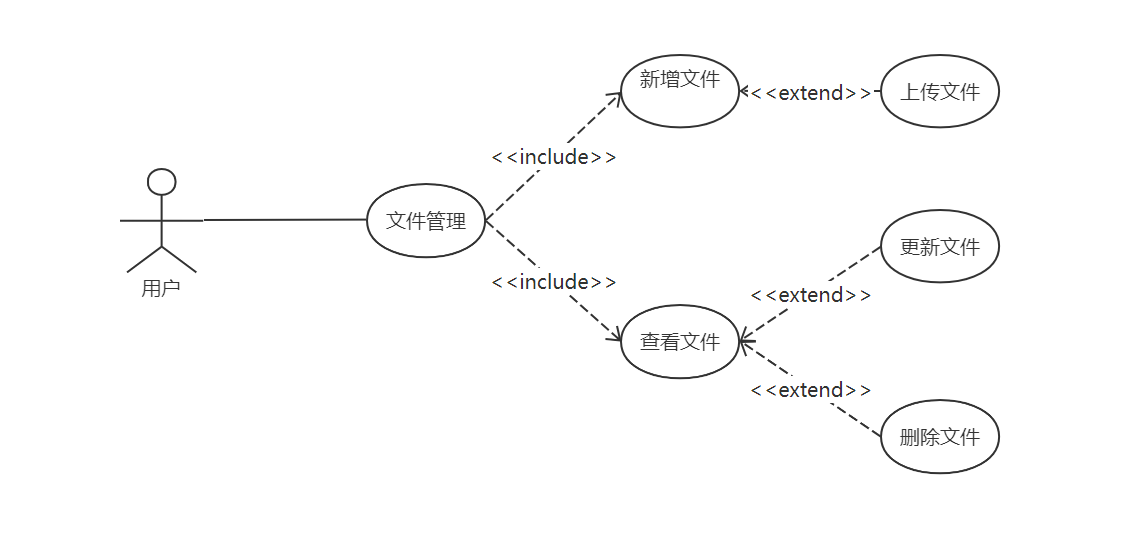 新增文件
<<extend>>
上传文件
<<include>>
文件管理
用户
<<include>>
更新文件
<<extend>>
查看文件
<<extend>>
删除文件